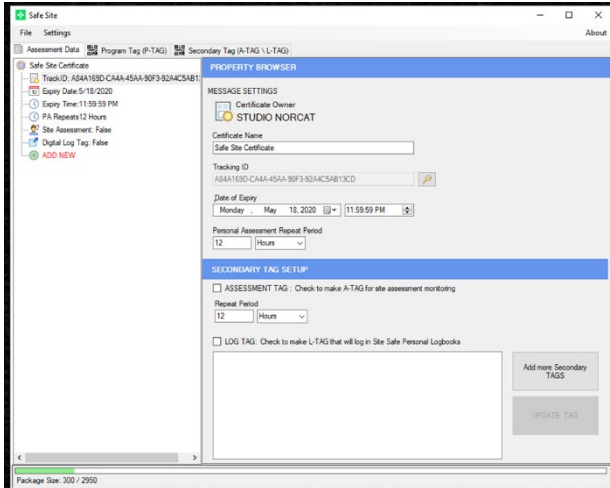 Safe Site
File Settings About
Assessment Data Program Tag (P-TAG) Secondary Tag (A-TAG \ L-TAG)
Safe Site Certificate
TrackID: A84A169D-CA4A-45AA-90F3-92A4C5AB1:
Expiry Date:5/18/2020
Expiry Time:11:59:59 PM
PA Repeats12 Hours
Site Assessment: False
Digital Log Tag: False
ADD NEW
PROPERTY BROWSER
MESSAGE SETTINGS
Certificate Owner
STUDIO NORCAT
Certificate Name
Safe Site Certificate
Tracking ID
A84A169D-CA4A-45AA-90F3-92A4C5AB13CD
Date of Expiry
Monday , May 18, 2020 11:59:59 PM
Personal Assessment Repeat Period
12 Hours
SECONDARY TAG SETUP
ASSESSMENT TAG : Check to make A-TAG for site assessment monitoring
Repeat Period
12 Hours
LOG TAG: Check to make L-TAG that will log in Site Safe Personal Logbooks
Add more Secondary
TAGS
UPDATE TAG
Package Size: 300 / 2950